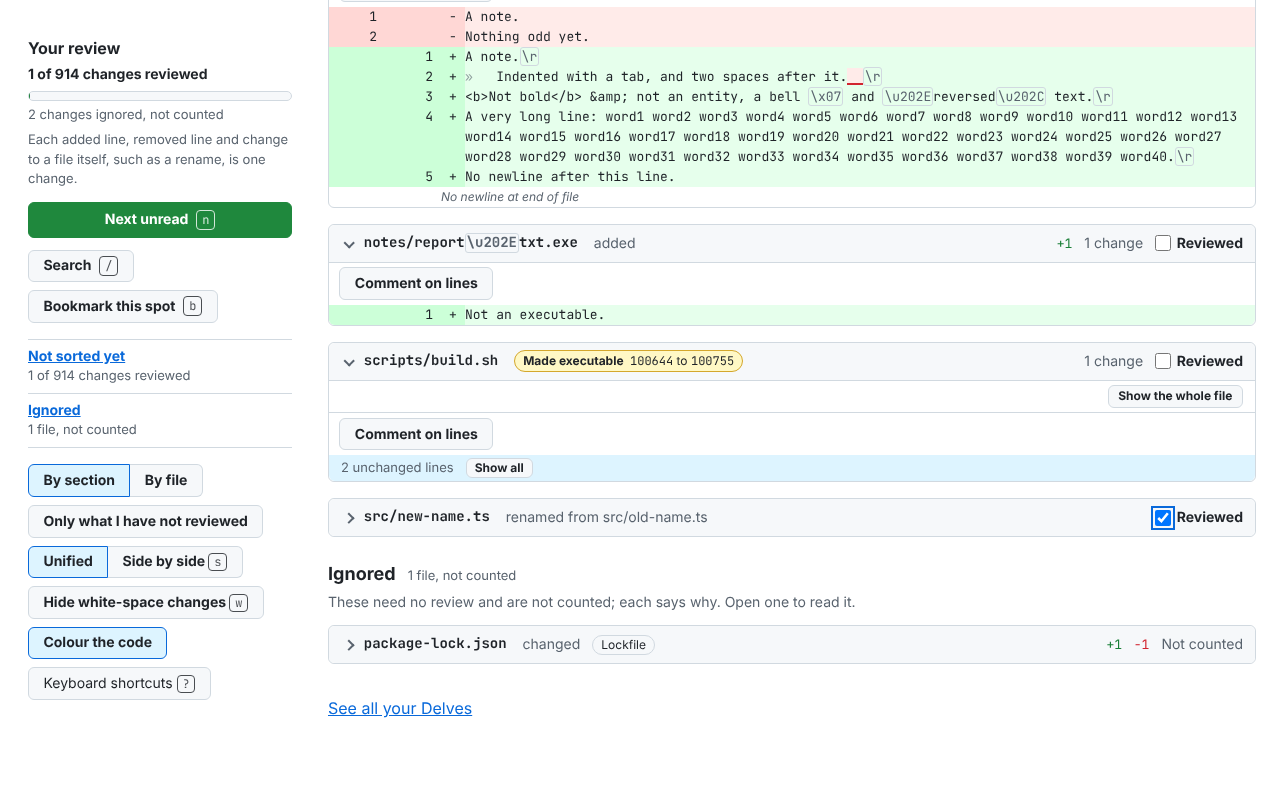 Your review
1 of 914 changes reviewed
2 changes ignored, not counted
Each added line, removed line and change
to a file itself, such as a rename, is one
change.
Next unread n
Search /
Bookmark this spot b
Not sorted yet
1 of 914 changes reviewed
Ignored
1 file, not counted
By section By file
Only what I have not reviewed
Unified Side by side s
Hide white-space changes w
Colour the code
Keyboard shortcuts ?
1 - A note.
2 - Nothing odd yet.
1 + A note.\r
2 + »   Indented with a tab, and two spaces after it.  \r
3 + <b>Not bold</b> &amp; not an entity, a bell \x07 and \u202Ereversed\u202C text.\r
4 + A very long line: word1 word2 word3 word4 word5 word6 word7 word8 word9 word10 word11 word12 word13
word14 word15 word16 word17 word18 word19 word20 word21 word22 word23 word24 word25 word26 word27
word28 word29 word30 word31 word32 word33 word34 word35 word36 word37 word38 word39 word40.\r
5 + No newline after this line.
No newline at end of file
notes/report\u202Etxt.exe added +1 1 change Reviewed
Comment on lines
1 + Not an executable.
scripts/build.sh Made executable 100644 to 100755 1 change Reviewed
Show the whole file
Comment on lines
2 unchanged lines Show all
src/new-name.ts renamed from src/old-name.ts Reviewed
Ignored 1 file, not counted
These need no review and are not counted; each says why. Open one to read it.
package-lock.json changed Lockfile +1 -1 Not counted
See all your Delves